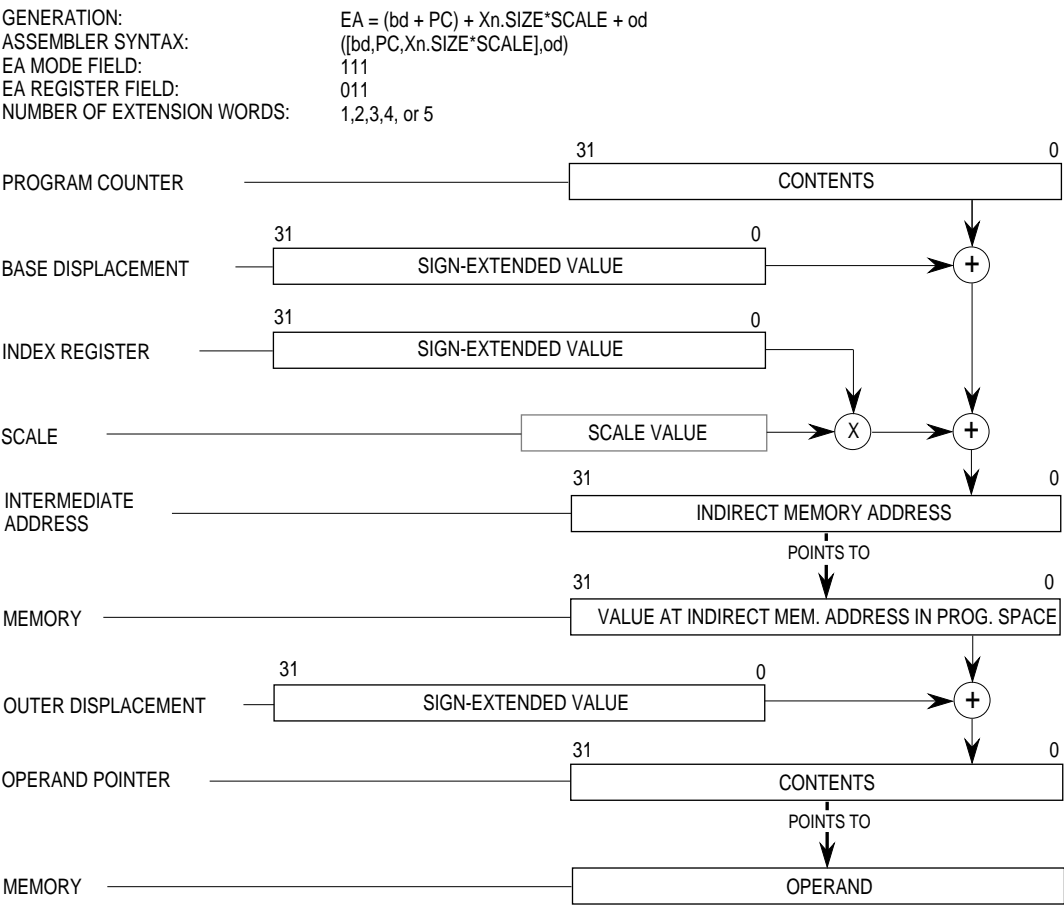 GENERATION: EA = (bd + PC) + Xn.SIZE*SCALE + od
ASSEMBLER SYNTAX: ([bd,PC,Xn.SIZE*SCALE],od)
EA MODE FIELD: 111
EA REGISTER FIELD: 011
NUMBER OF EXTENSION WORDS: 1,2,3,4, or 5
31 0
PROGRAM COUNTER CONTENTS
31 0
BASE DISPLACEMENT SIGN-EXTENDED VALUE +
31 0
INDEX REGISTER SIGN-EXTENDED VALUE
SCALE SCALE VALUE X +
31 0
INTERMEDIATE
ADDRESS INDIRECT MEMORY ADDRESS
POINTS TO
31 0
MEMORY VALUE AT INDIRECT MEM. ADDRESS IN PROG. SPACE
31 0
OUTER DISPLACEMENT SIGN-EXTENDED VALUE +
31 0
OPERAND POINTER CONTENTS
POINTS TO
MEMORY OPERAND